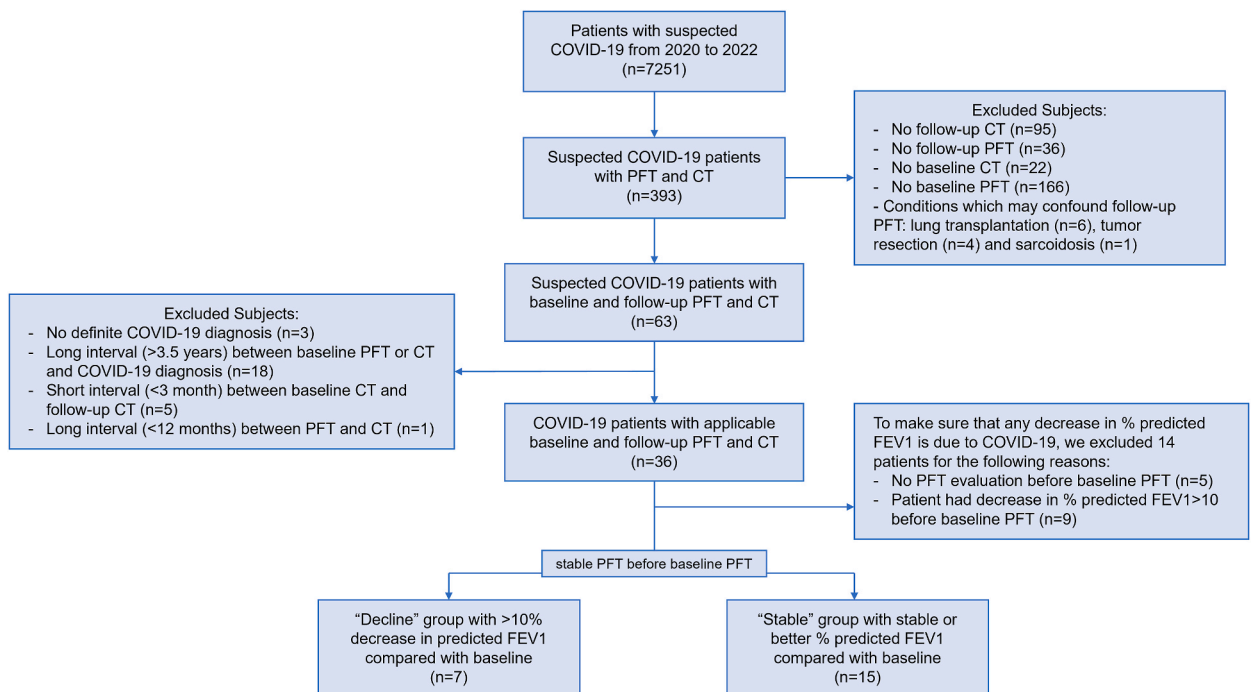 Patients with suspected
COVID-19 from 2020 to 2022
(n=7251)
Excluded Subjects:
- No follow-up CT (n=95)
- No follow-up PFT (n=36)
- No baseline CT (n=22)
- No baseline PFT (n=166)
- Conditions which may confound follow-up
PFT: lung transplantation (n=6), tumor
resection (n=4) and sarcoidosis (n=1)
Suspected COVID-19 patients
with PFT and CT
(n=393)
Suspected COVID-19 patients with
baseline and follow-up PFT and CT
(n=63)
Excluded Subjects:
- No definite COVID-19 diagnosis (n=3)
- Long interval (>3.5 years) between baseline PFT or CT
and COVID-19 diagnosis (n=18)
- Short interval (<3 month) between baseline CT and
follow-up CT (n=5)
- Long interval (<12 months) between PFT and CT (n=1)
COVID-19 patients with applicable
baseline and follow-up PFT and CT
(n=36)
To make sure that any decrease in % predicted
FEV1 is due to COVID-19, we excluded 14
patients for the following reasons:
- No PFT evaluation before baseline PFT (n=5)
- Patient had decrease in % predicted FEV1>10
before baseline PFT (n=9)
stable PFT before baseline PFT
“Decline” group with >10%
decrease in predicted FEV1
compared with baseline
(n=7)
“Stable” group with stable or
better % predicted FEV1
compared with baseline
(n=15)